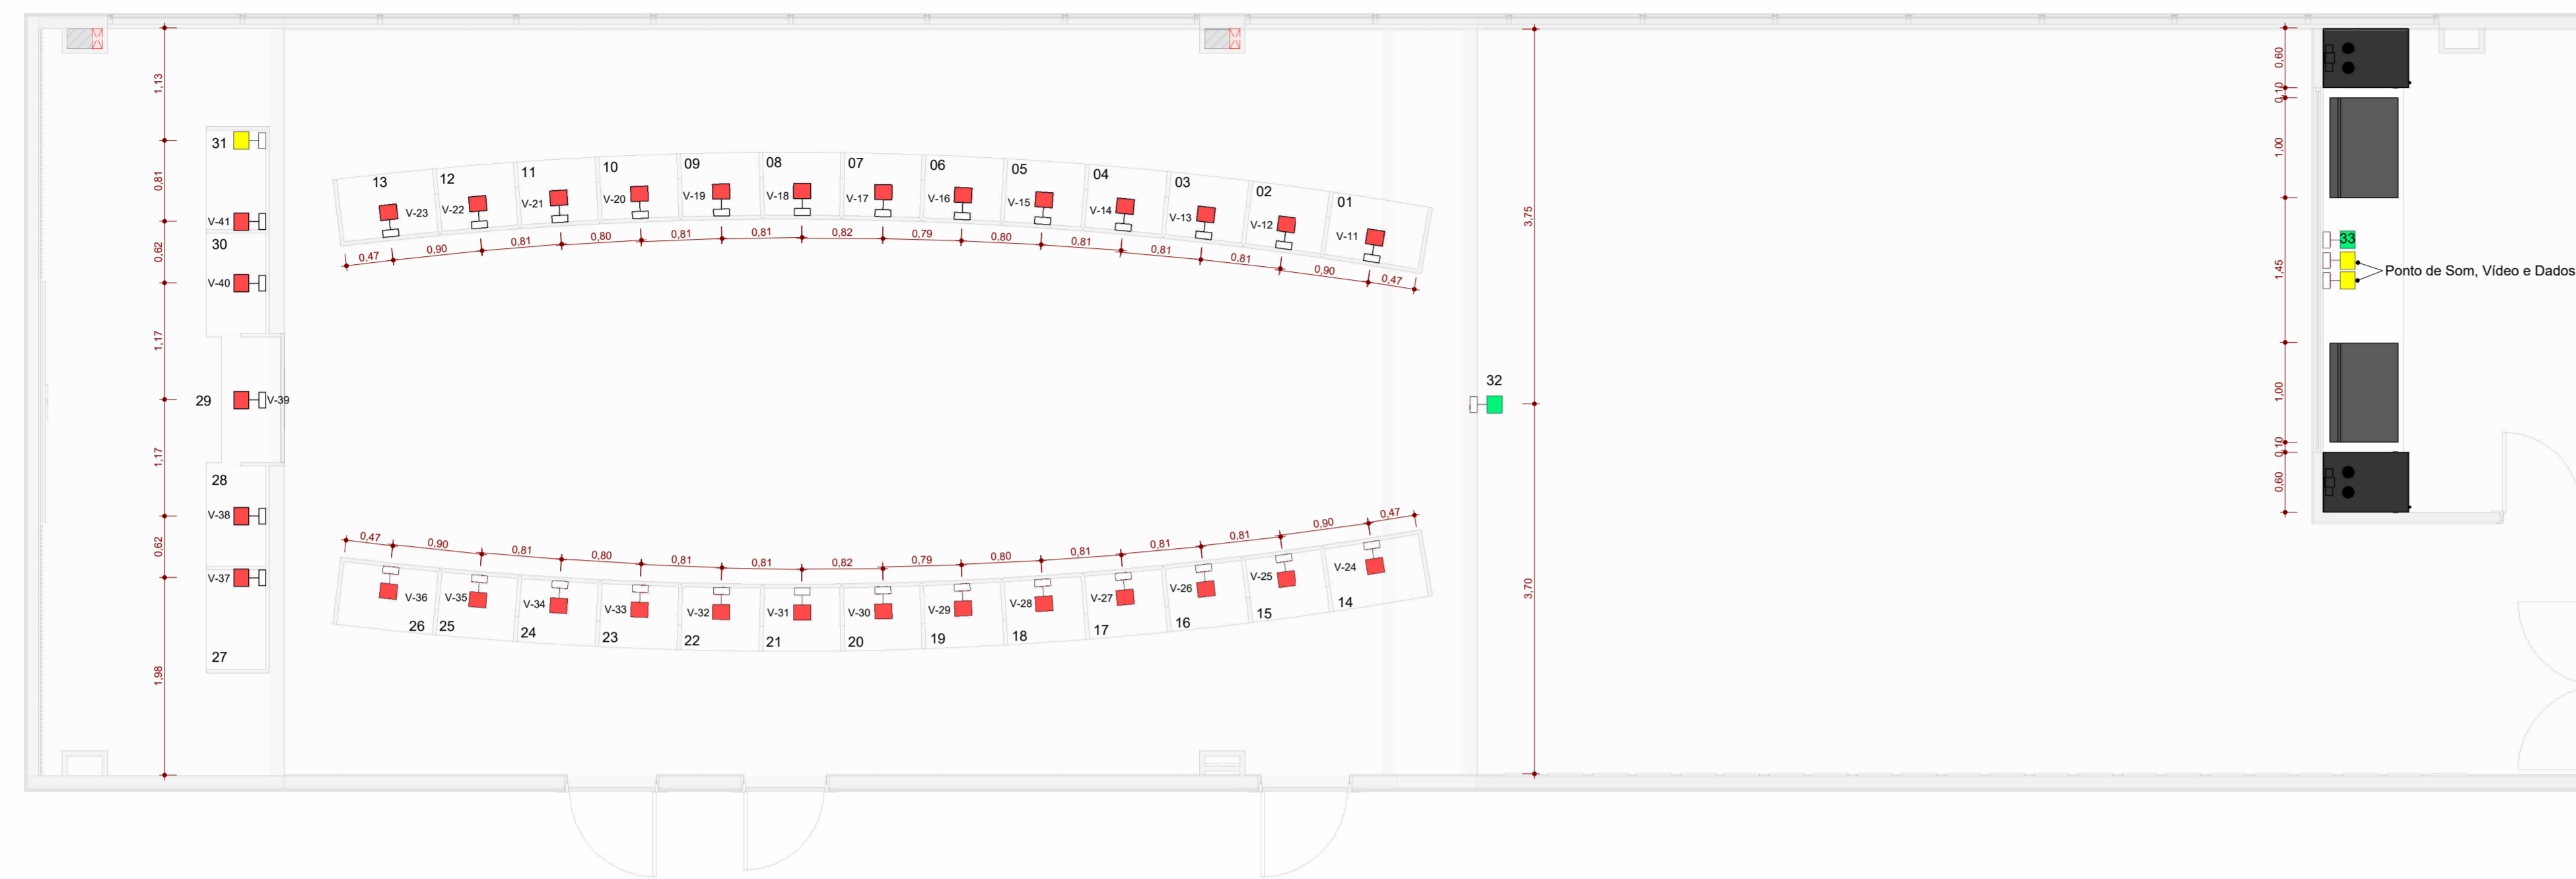 1,13
0,81
0,62
1,17
1,17
0,62
1,98
31
V-41
30
V-40
29
V-39
28
V-38
V-37
27
13
12
11
10
09
08
07
06
05
04
03
02
01
V-23
V-22
V-21
V-20
V-19
V-18
V-17
V-16
V-15
V-14
V-13
V-12
V-11
0,47
0,90
0,81
0,80
0,81
0,81
0,82
0,79
0,80
0,81
0,81
0,81
0,90
0,47
0,47
0,90
0,81
0,80
0,81
0,81
0,82
0,79
0,80
0,81
0,81
0,81
0,90
0,47
V-36
V-35
V-34
V-33
V-32
V-31
V-30
V-29
V-28
V-27
V-26
V-25
V-24
26
25
24
23
22
21
20
19
18
17
16
15
14
32
3,75
3,70
0,60
0,10
1,00
1,45
1,00
0,10
0,60
33
Ponto de Som, Vídeo e Dados